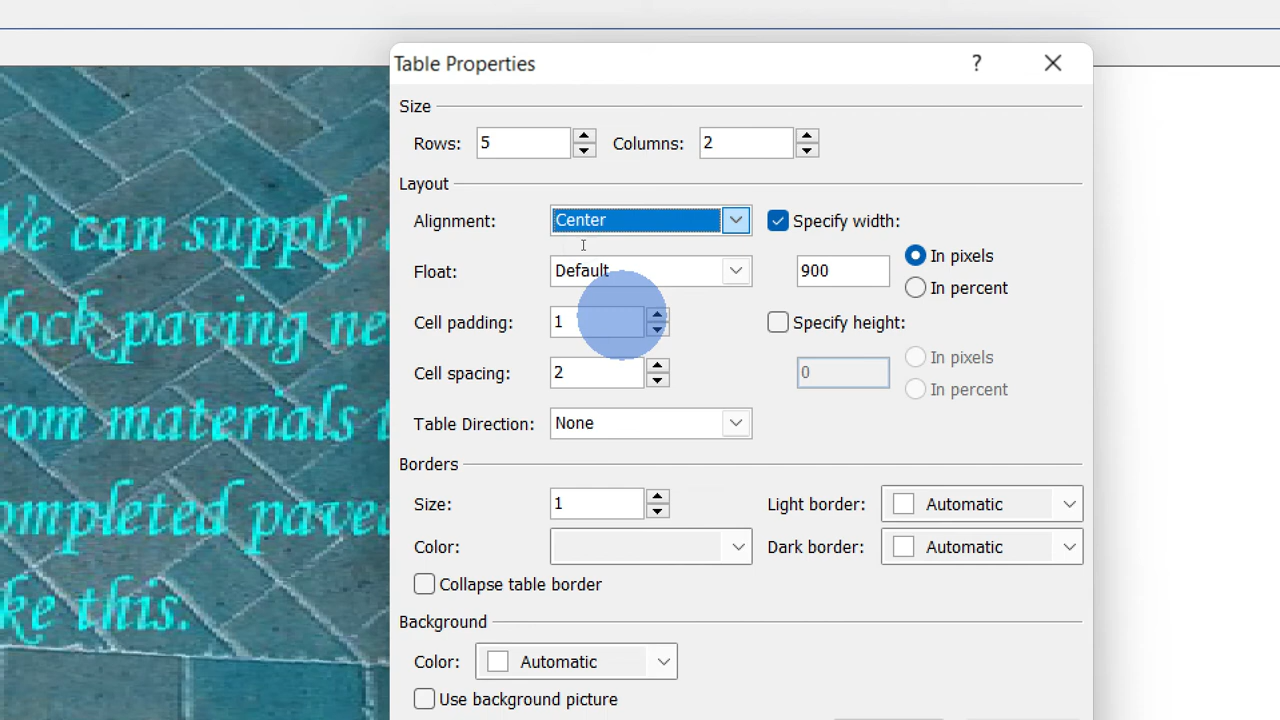 Table Properties ?
Size
Rows: 5 Columns: 2
Layout
Alignment: Center Specify width:
Float: Default 900 In pixels
In percent
Cell padding: 1 Specify height:
Cell spacing: 2 0 In pixels
In percent
Table Direction: None
Borders
Size: 1 Light border: Automatic
Color: Dark border: Automatic
Collapse table border
Background
Color: Automatic
Use background picture
We can supply
lock paving ne
rom materials
ompleted pave
ke this.